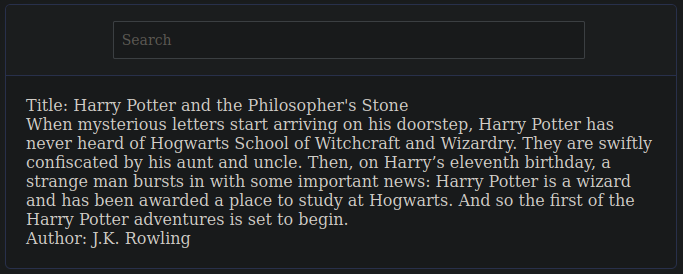 Search
Title: Harry Potter and the Philosopher's Stone
When mysterious letters start arriving on his doorstep, Harry Potter has
never heard of Hogwarts School of Witchcraft and Wizardry. They are swiftly
confiscated by his aunt and uncle. Then, on Harry’s eleventh birthday, a
strange man bursts in with some important news: Harry Potter is a wizard
and has been awarded a place to study at Hogwarts. And so the first of the
Harry Potter adventures is set to begin.
Author: J.K. Rowling